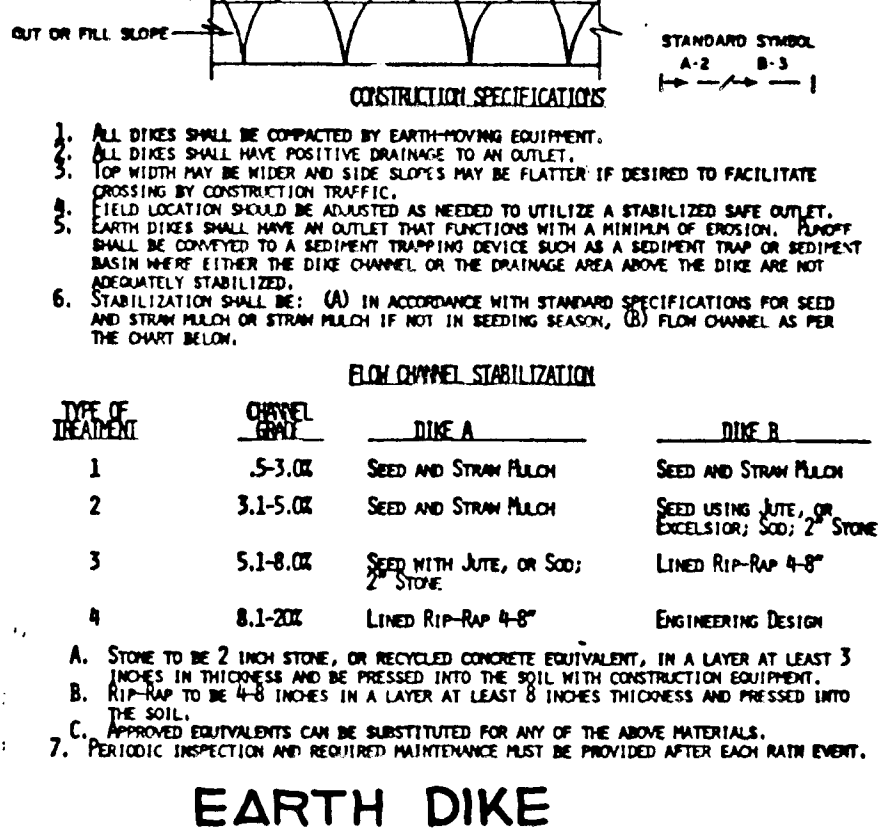 CUT OR FILL SLOPE
STANDARD SYMBOL
A-2 B-3
CONSTRUCTION SPECIFICATIONS
1. ALL DIKES SHALL BE COMPACTED BY EARTH-MOVING EQUIPMENT.
2. ALL DIKES SHALL HAVE POSITIVE DRAINAGE TO AN OUTLET.
3. TOP WIDTH MAY BE WIDER AND SIDE SLOPES MAY BE FLATTER IF DESIRED TO FACILITATE
CROSSING BY CONSTRUCTION TRAFFIC.
4. FIELD LOCATION SHOULD BE ADJUSTED AS NEEDED TO UTILIZE A STABILIZED SAFE OUTLET.
5. EARTH DIKES SHALL HAVE AN OUTLET THAT FUNCTIONS WITH A MINIMUM OF EROSION. RUNOFF
SHALL BE CONVEYED TO A SEDIMENT TRAPPING DEVICE SUCH AS A SEDIMENT TRAP OR SEDIMENT
BASIN WHERE EITHER THE DIKE CHANNEL OR THE DRAINAGE AREA ABOVE THE DIKE ARE NOT
ADEQUATELY STABILIZED.
6. STABILIZATION SHALL BE: (A) IN ACCORDANCE WITH STANDARD SPECIFICATIONS FOR SEED
AND STRAW MULCH OR STRAW MULCH IF NOT IN SEEDING SEASON, (B) FLOW CHANNEL AS PER
THE CHART BELOW.
FLOW CHANNEL STABILIZATION
TYPE OF TREATMENT CHANNEL GRADE DIKE A DIKE B
1 .5-3.0% SEED AND STRAW MULCH SEED AND STRAW MULCH
2 3.1-5.0% SEED AND STRAW MULCH SEED USING JUTE, OR
EXCELSIOR; SOD; 2" STONE
3 5.1-8.0% SEED WITH JUTE, OR SOD; LINED RIP-RAP 4-8"
2" STONE
4 8.1-20% LINED RIP-RAP 4-8" ENGINEERING DESIGN
A. STONE TO BE 2 INCH STONE, OR RECYCLED CONCRETE EQUIVALENT, IN A LAYER AT LEAST 3
INCHES IN THICKNESS AND BE PRESSED INTO THE SOIL WITH CONSTRUCTION EQUIPMENT.
B. RIP-RAP TO BE 4-8 INCHES IN A LAYER AT LEAST 8 INCHES THICKNESS AND PRESSED INTO
THE SOIL.
C. APPROVED EQUIVALENTS CAN BE SUBSTITUTED FOR ANY OF THE ABOVE MATERIALS.
7. PERIODIC INSPECTION AND REQUIRED MAINTENANCE MUST BE PROVIDED AFTER EACH RAIN EVENT.
EARTH DIKE